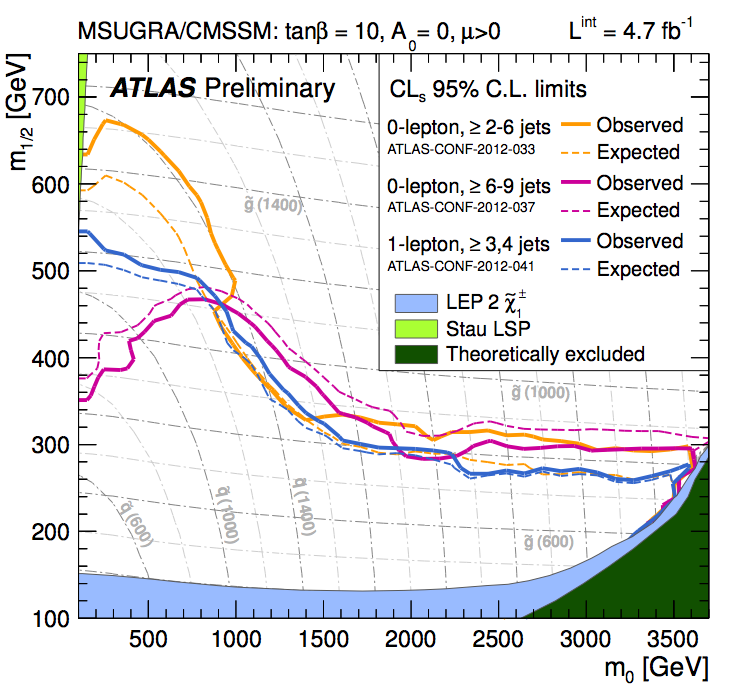 MSUGRA/CMSSM: tanβ = 10, A₀= 0, μ>0 Lⁱⁿᵗ = 4.7 fb⁻¹
m₁/₂ [GeV]
ATLAS Preliminary
CLₛ 95% C.L. limits
0-lepton, ≥ 2-6 jets
ATLAS-CONF-2012-033
Observed
Expected
0-lepton, ≥ 6-9 jets
ATLAS-CONF-2012-037
Observed
Expected
1-lepton, ≥ 3,4 jets
ATLAS-CONF-2012-041
Observed
Expected
LEP 2 χ̃₁±
Stau LSP
Theoretically excluded
700
600
500
400
300
200
100
g̃ (1400)
g̃ (1000)
g̃ (600)
q̃ (600)
q̃ (1000)
q̃ (1400)
500 1000 1500 2000 2500 3000 3500
m₀ [GeV]